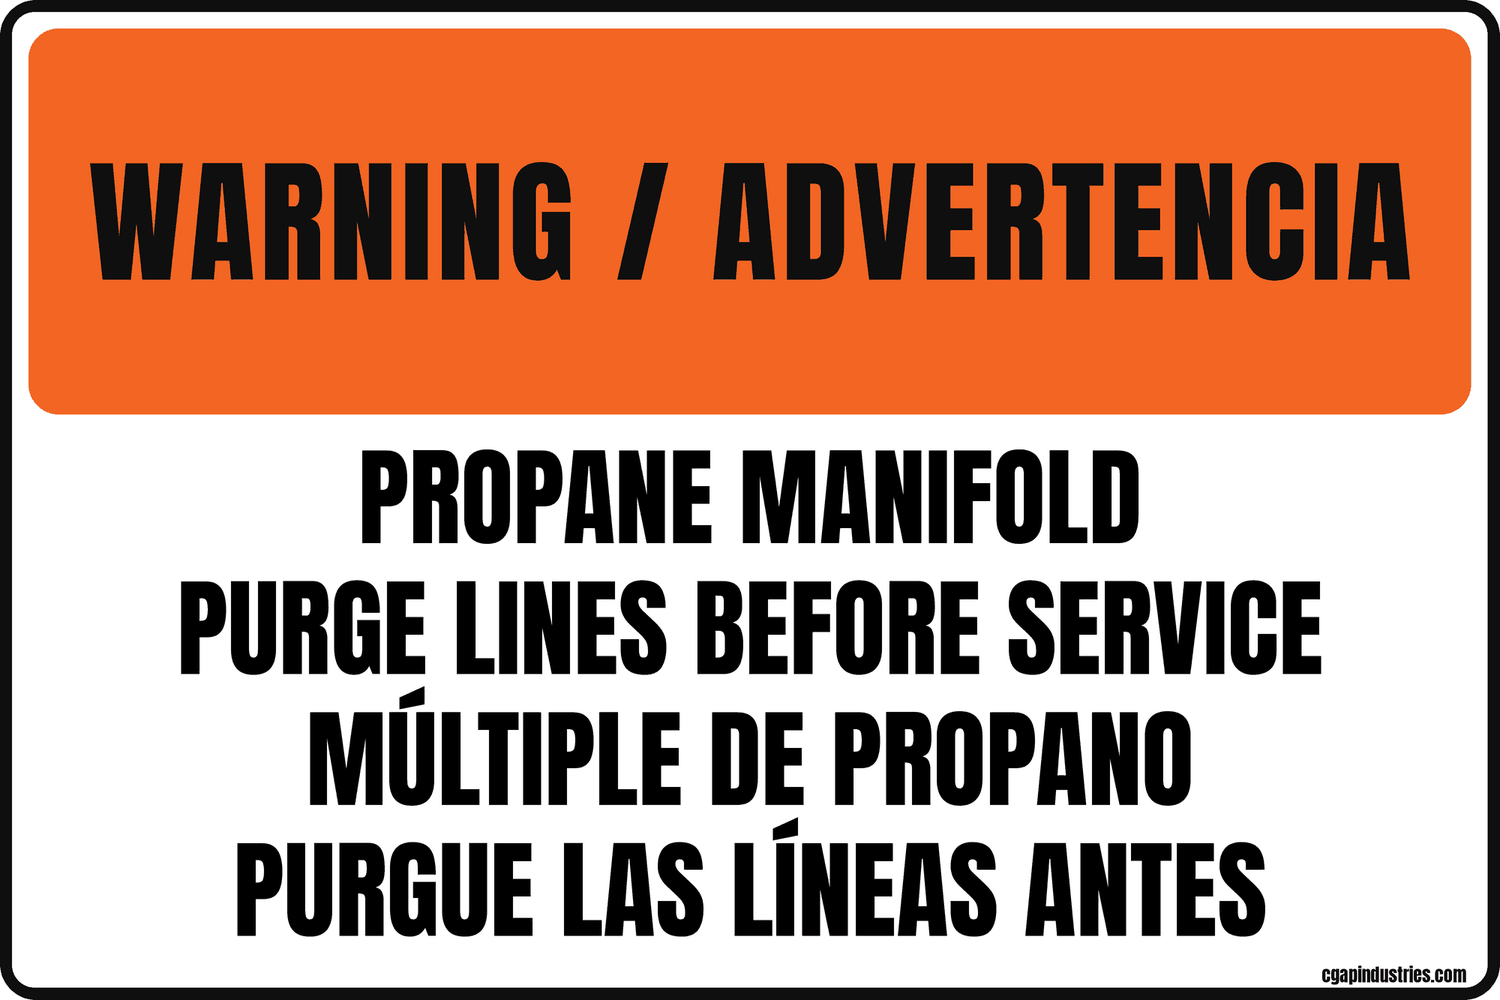 WARNING / ADVERTENCIA
PROPANE MANIFOLD
PURGE LINES BEFORE SERVICE
MÚLTIPLE DE PROPANO
PURGUE LAS LÍNEAS ANTES
cgapindustries.com